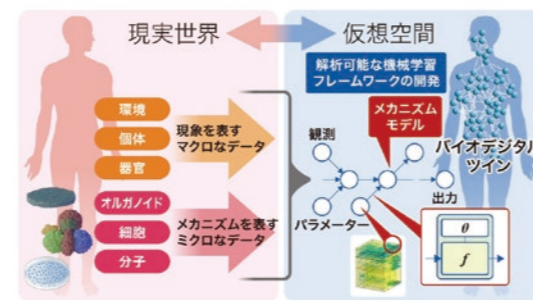 現実世界
仮想空間
環境
個体
器官
現象を表す
マクロなデータ
オルガノイド
細胞
分子
メカニズムを表す
ミクロなデータ
解析可能な機械学習
フレームワークの開発
メカニズム
モデル
観測
バイオデジタル
ツイン
出力
パラメーター
θ
f